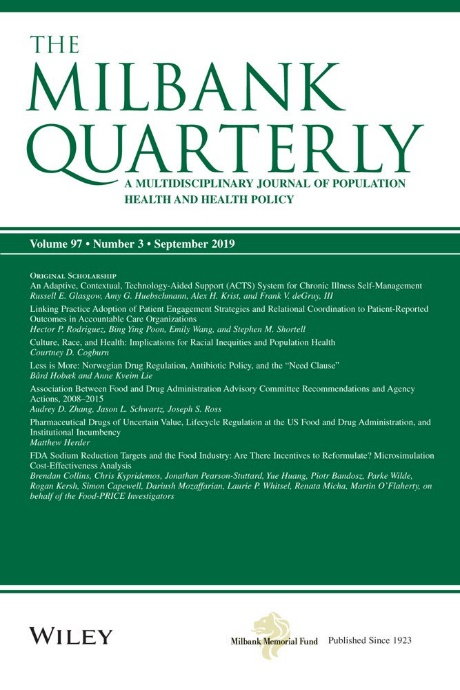 THE
MILBANK
QUARTERLY
A MULTIDISCIPLINARY JOURNAL OF POPULATION
HEALTH AND HEALTH POLICY
Volume 97 • Number 3 • September 2019
ORIGINAL SCHOLARSHIP
An Adaptive, Contextual, Technology-Aided Support (ACTS) System for Chronic Illness Self-Management
Russell E. Glasgow, Amy G. Huebschmann, Alex H. Krist, and Frank V. deGruy, III
Linking Practice Adoption of Patient Engagement Strategies and Relational Coordination to Patient-Reported
Outcomes in Accountable Care Organizations
Hector P. Rodriguez, Bing Ying Poon, Emily Wang, and Stephen M. Shortell
Culture, Race, and Health: Implications for Racial Inequities and Population Health
Courtney D. Cogburn
Less is More: Norwegian Drug Regulation, Antibiotic Policy, and the “Need Clause”
Bård Hobæk and Anne Kveim Lie
Association Between Food and Drug Administration Advisory Committee Recommendations and Agency
Actions, 2008–2015
Audrey D. Zhang, Jason L. Schwartz, Joseph S. Ross
Pharmaceutical Drugs of Uncertain Value, Lifecycle Regulation at the US Food and Drug Administration, and
Institutional Incumbency
Matthew Herder
FDA Sodium Reduction Targets and the Food Industry: Are There Incentives to Reformulate? Microsimulation
Cost-Effectiveness Analysis
Brendan Collins, Chris Kypridemos, Jonathan Pearson-Stuttard, Yue Huang, Piotr Bandosz, Parke Wilde,
Rogan Kersh, Simon Capewell, Dariush Mozaffarian, Laurie P. Whitsel, Renata Micha, Martin O’Flaherty, on
behalf of the Food-PRICE Investigators
WILEY
Milbank Memorial Fund
Published Since 1923